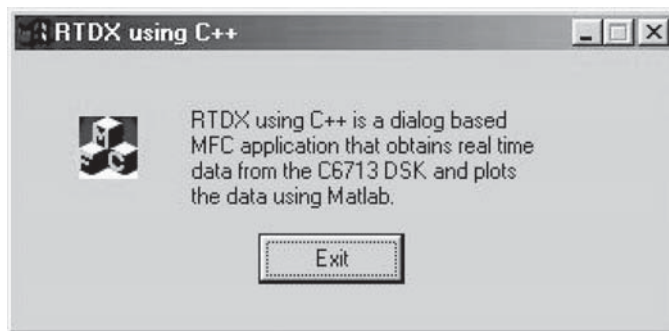 RTDX using C++
RTDX using C++ is a dialog based
MFC application that obtains real time
data from the C6713 DSK and plots
the data using Matlab.
Exit